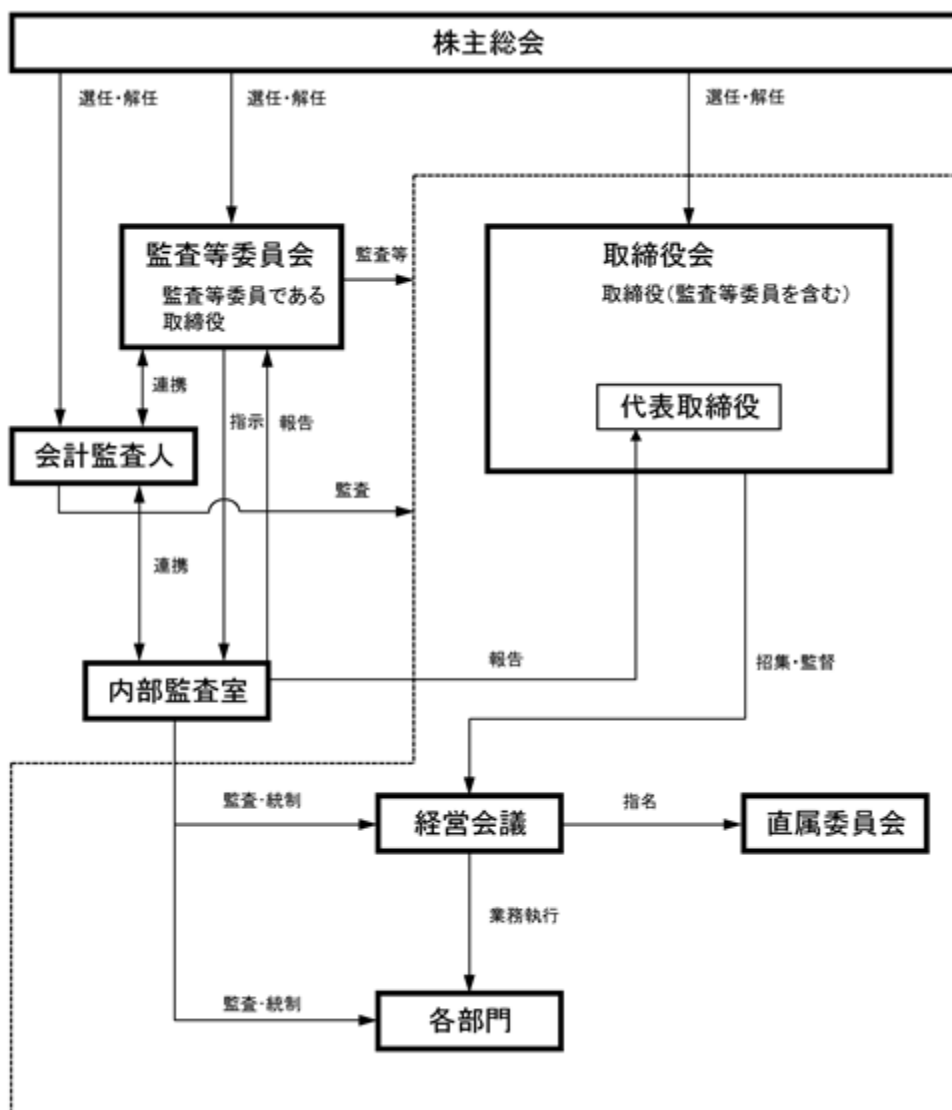 株主総会
選任・解任
選任・解任
選任・解任
監査等委員会
監査等委員である
取締役
監査等
取締役会
取締役(監査等委員を含む)
代表取締役
連携
指示
報告
会計監査人
監査
連携
内部監査室
報告
招集・監督
監査・統制
経営会議
指名
直属委員会
業務執行
監査・統制
各部門